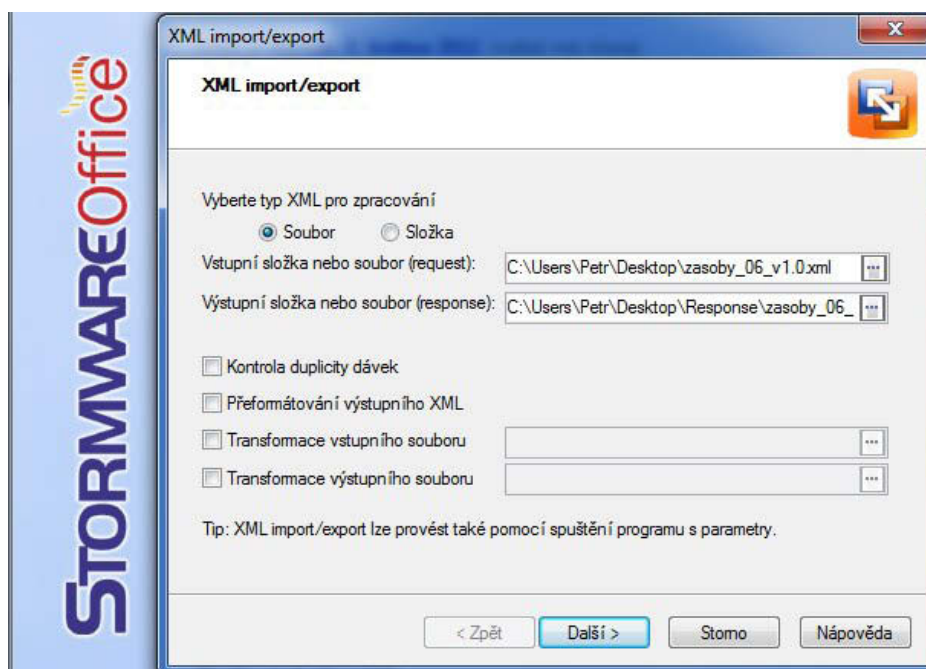 STORMWAREOffice
XML import/export
XML import/export
Vyberte typ XML pro zpracování
Soubor Složka
Vstupní složka nebo soubor (request): C:\Users\Petr\Desktop\zasoby_06_v1.0.xml ...
Výstupní složka nebo soubor (response): C:\Users\Petr\Desktop\Response\zasoby_06_ ...
Kontrola duplicity dávek
Přeformátování výstupního XML
Transformace vstupního souboru ...
Transformace výstupního souboru ...
Tip: XML import/export lze provést také pomocí spuštění programu s parametry.
< Zpět Další > Storno Nápověda